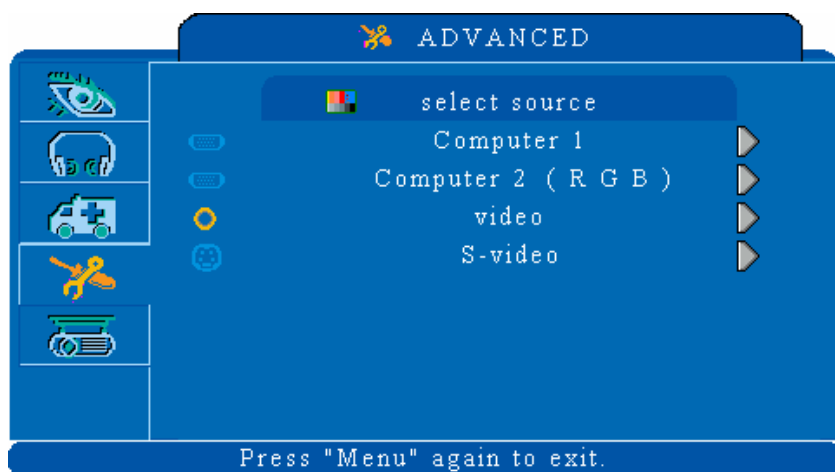 ADVANCED
select source
Computer 1
Computer 2 ( R G B )
video
S-video
Press "Menu" again to exit.